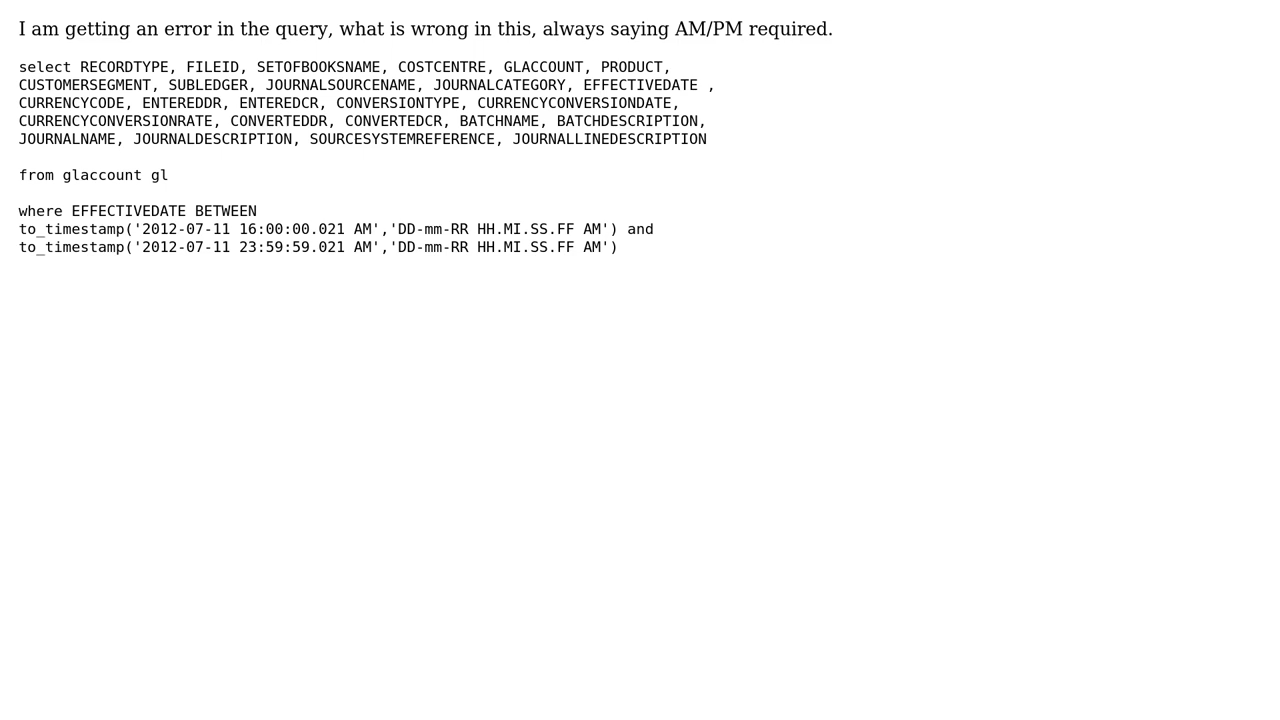 I am getting an error in the query, what is wrong in this, always saying AM/PM required.
select RECORDTYPE, FILEID, SETOFBOOKSNAME, COSTCENTRE, GLACCOUNT, PRODUCT,
CUSTOMERSEGMENT, SUBLEDGER, JOURNALSOURCENAME, JOURNALCATEGORY, EFFECTIVEDATE ,
CURRENCYCODE, ENTEREDDR, ENTEREDCR, CONVERSIONTYPE, CURRENCYCONVERSIONDATE,
CURRENCYCONVERSIONRATE, CONVERTEDDR, CONVERTEDCR, BATCHNAME, BATCHDESCRIPTION,
JOURNALNAME, JOURNALDESCRIPTION, SOURCESYSTEMREFERENCE, JOURNALLINEDESCRIPTION
from glaccount gl
where EFFECTIVEDATE BETWEEN
to_timestamp('2012-07-11 16:00:00.021 AM','DD-mm-RR HH.MI.SS.FF AM') and
to_timestamp('2012-07-11 23:59:59.021 AM','DD-mm-RR HH.MI.SS.FF AM')